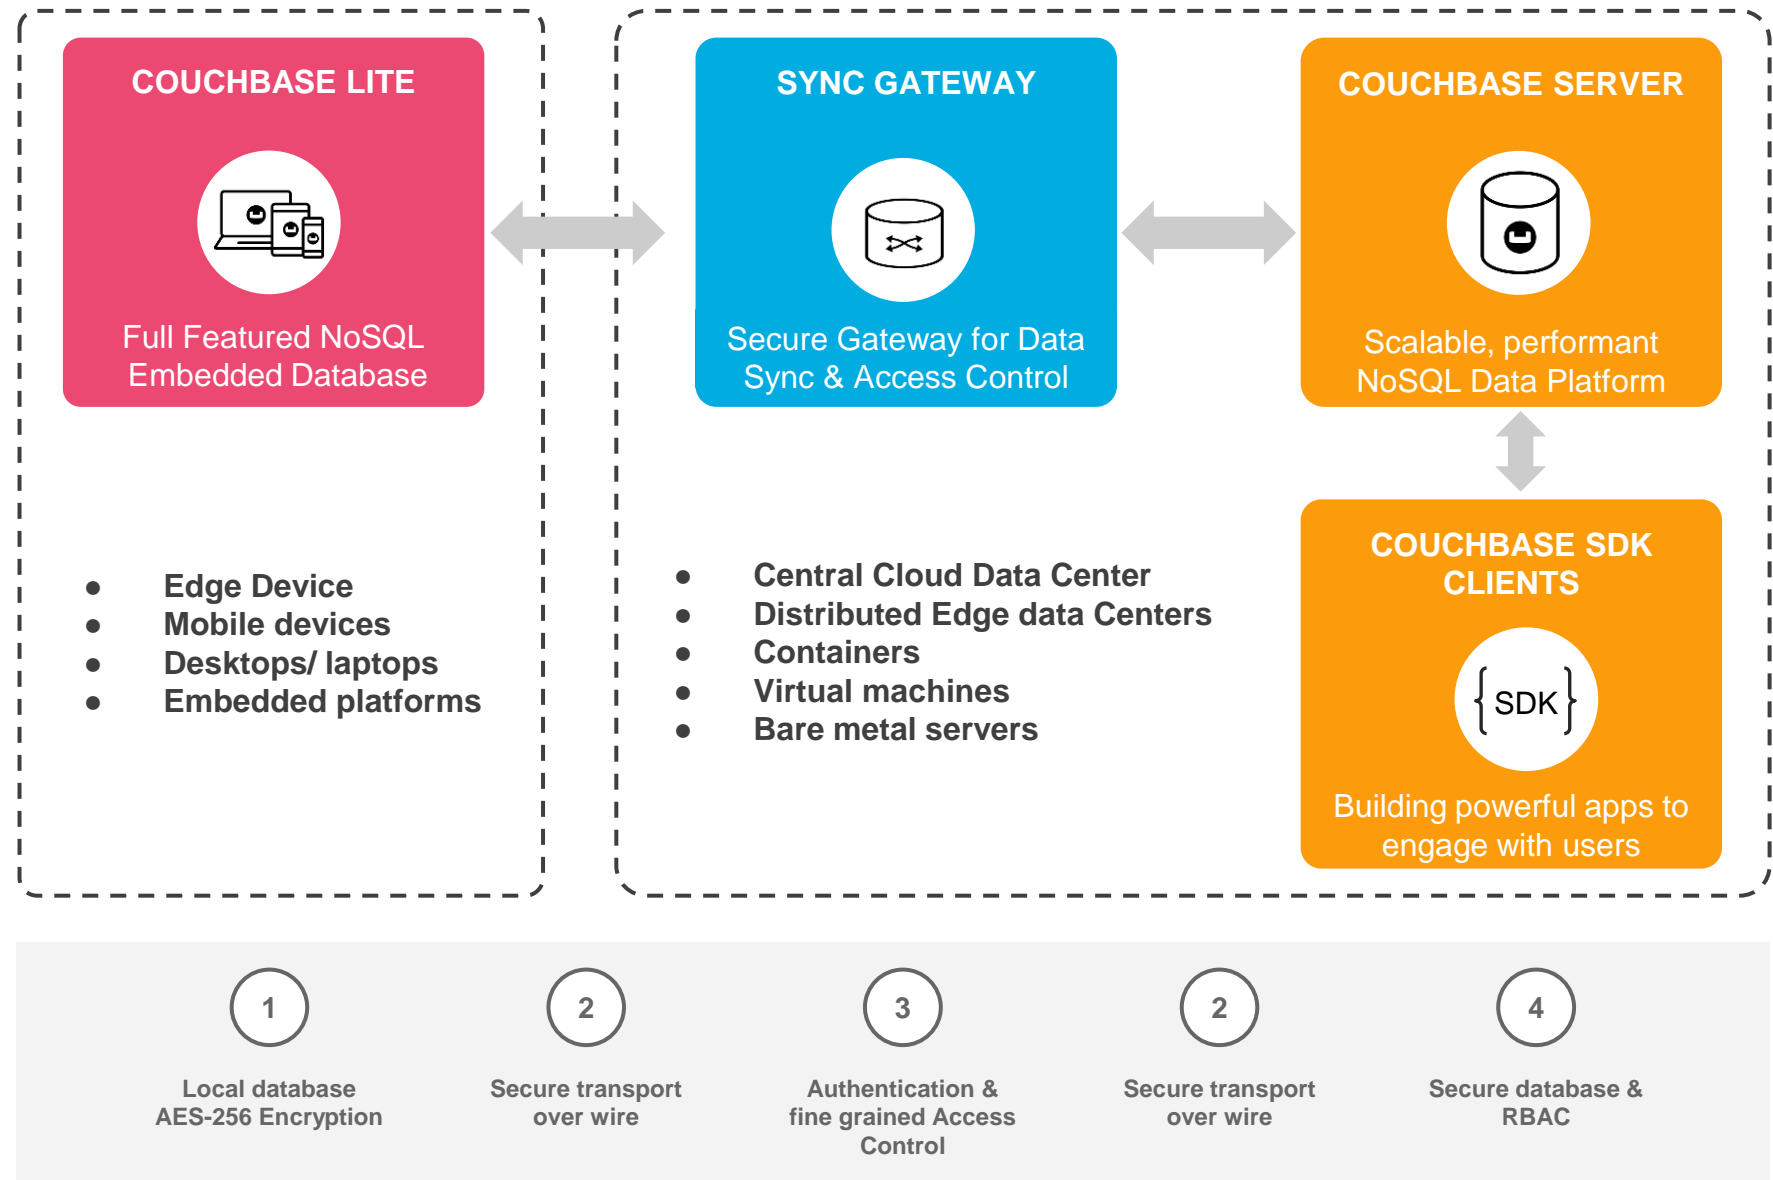 COUCHBASE LITE
Full Featured NoSQL
Embedded Database
● Edge Device
● Mobile devices
● Desktops/ laptops
● Embedded platforms
SYNC GATEWAY
Secure Gateway for Data
Sync & Access Control
● Central Cloud Data Center
● Distributed Edge data Centers
● Containers
● Virtual machines
● Bare metal servers
COUCHBASE SERVER
Scalable, performant
NoSQL Data Platform
COUCHBASE SDK
CLIENTS
{SDK}
Building powerful apps to
engage with users
1
Local database
AES-256 Encryption
2
Secure transport
over wire
3
Authentication &
fine grained Access
Control
2
Secure transport
over wire
4
Secure database &
RBAC